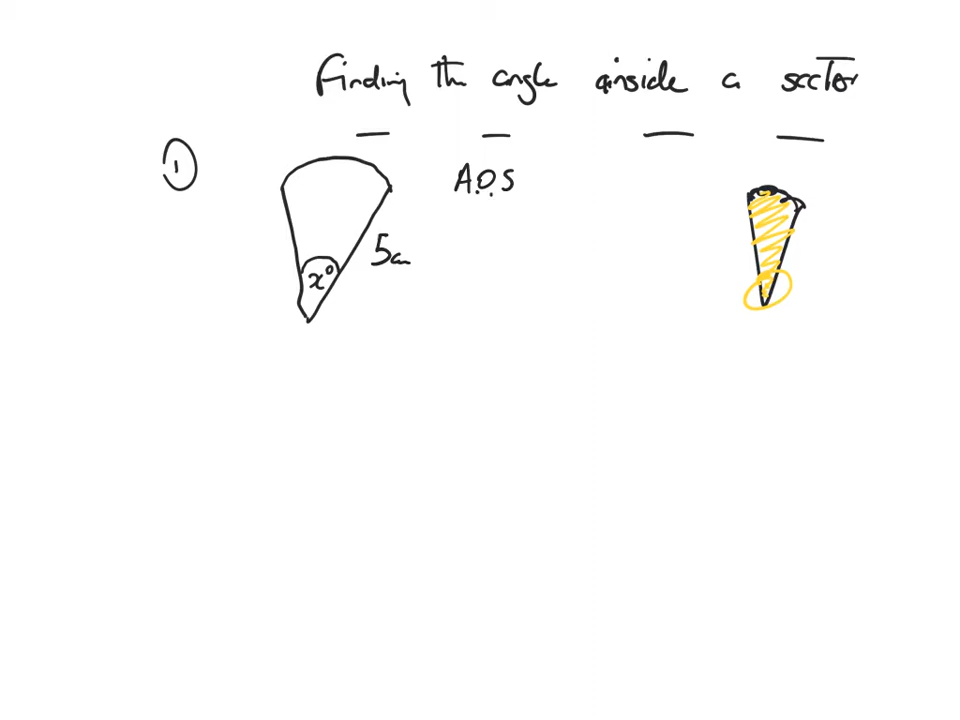 Finding the angle inside a sector
① A.O.S
5cm
x°